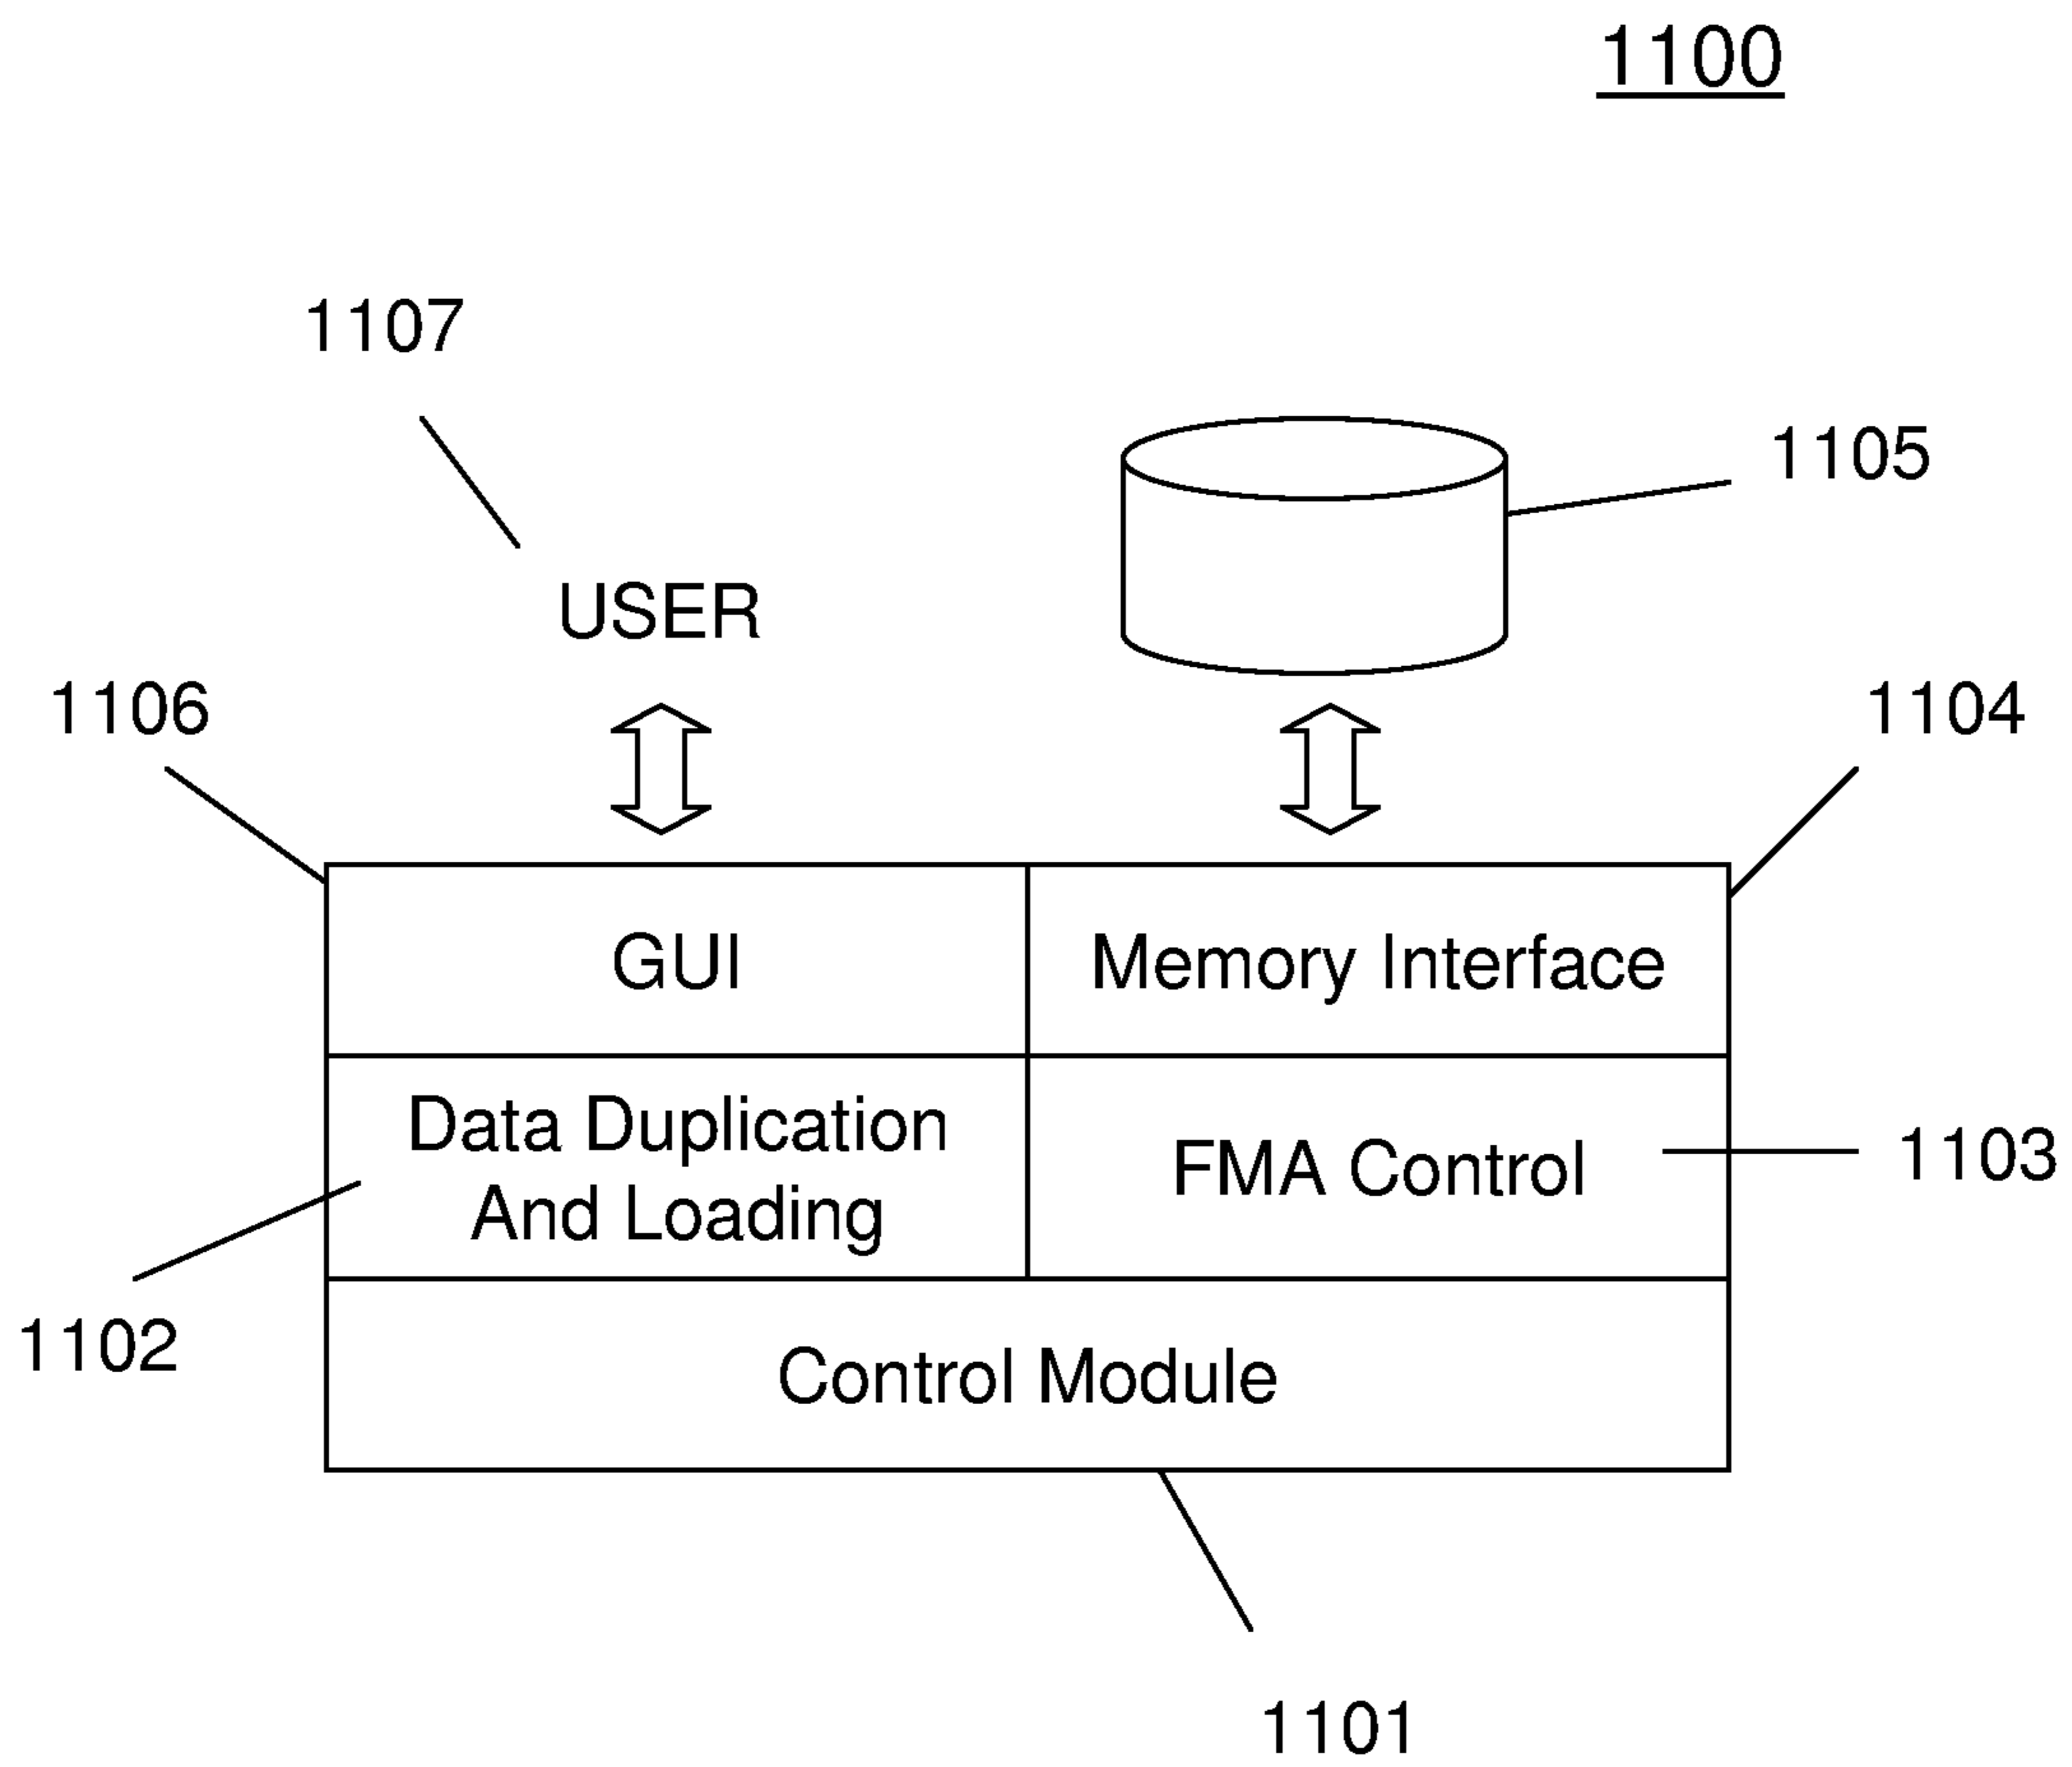 1100
1107
1105
USER
1106
1104
GUI
Memory Interface
Data Duplication
And Loading
FMA Control
1103
1102
Control Module
1101